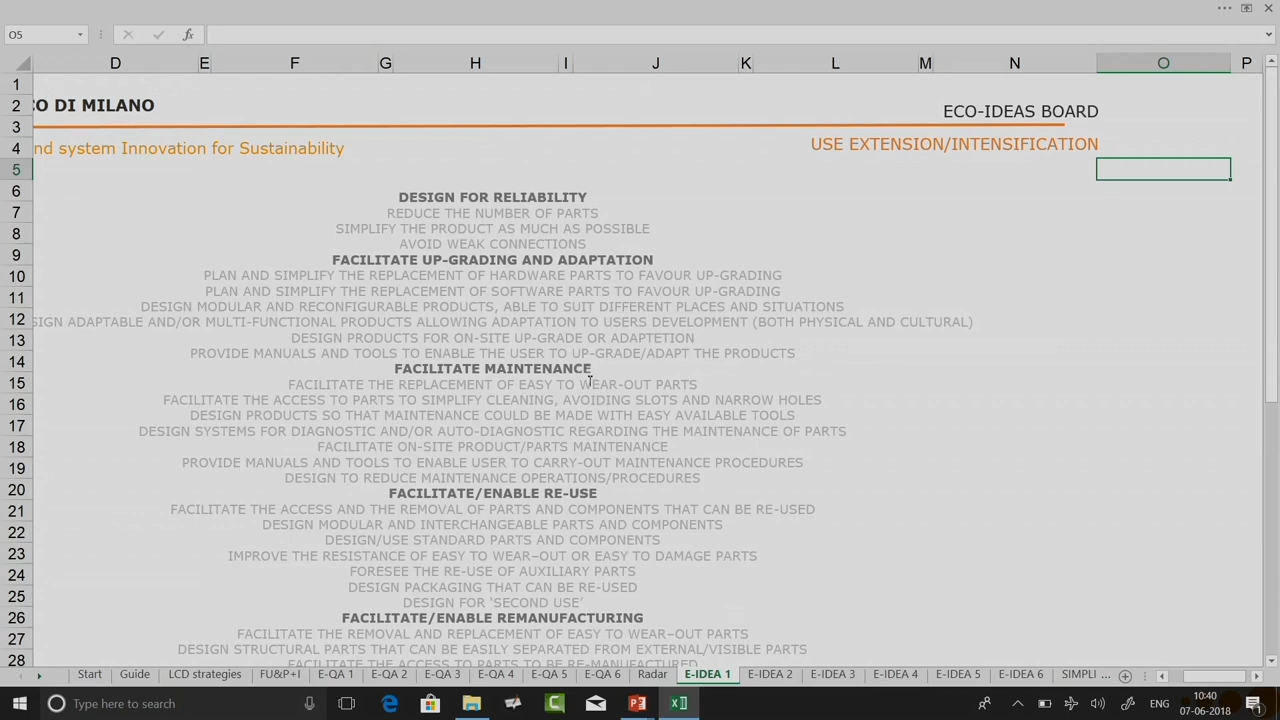 O5
fx
D E F G H I J K L M N O P
1
2 CO DI MILANO ECO-IDEAS BOARD
3
4 nd system Innovation for Sustainability USE EXTENSION/INTENSIFICATION
5
6 DESIGN FOR RELIABILITY
7 REDUCE THE NUMBER OF PARTS
8 SIMPLIFY THE PRODUCT AS MUCH AS POSSIBLE
AVOID WEAK CONNECTIONS
9 FACILITATE UP-GRADING AND ADAPTATION
10 PLAN AND SIMPLIFY THE REPLACEMENT OF HARDWARE PARTS TO FAVOUR UP-GRADING
PLAN AND SIMPLIFY THE REPLACEMENT OF SOFTWARE PARTS TO FAVOUR UP-GRADING
11 DESIGN MODULAR AND RECONFIGURABLE PRODUCTS, ABLE TO SUIT DIFFERENT PLACES AND SITUATIONS
12 SIGN ADAPTABLE AND/OR MULTI-FUNCTIONAL PRODUCTS ALLOWING ADAPTATION TO USERS DEVELOPMENT (BOTH PHYSICAL AND CULTURAL)
13 DESIGN PRODUCTS FOR ON-SITE UP-GRADE OR ADAPTETION
PROVIDE MANUALS AND TOOLS TO ENABLE THE USER TO UP-GRADE/ADAPT THE PRODUCTS
14 FACILITATE MAINTENANCE
15 FACILITATE THE REPLACEMENT OF EASY TO WEAR-OUT PARTS
16 FACILITATE THE ACCESS TO PARTS TO SIMPLIFY CLEANING, AVOIDING SLOTS AND NARROW HOLES
DESIGN PRODUCTS SO THAT MAINTENANCE COULD BE MADE WITH EASY AVAILABLE TOOLS
17 DESIGN SYSTEMS FOR DIAGNOSTIC AND/OR AUTO-DIAGNOSTIC REGARDING THE MAINTENANCE OF PARTS
18 FACILITATE ON-SITE PRODUCT/PARTS MAINTENANCE
19 PROVIDE MANUALS AND TOOLS TO ENABLE USER TO CARRY-OUT MAINTENANCE PROCEDURES
DESIGN TO REDUCE MAINTENANCE OPERATIONS/PROCEDURES
20 FACILITATE/ENABLE RE-USE
21 FACILITATE THE ACCESS AND THE REMOVAL OF PARTS AND COMPONENTS THAT CAN BE RE-USED
DESIGN MODULAR AND INTERCHANGEABLE PARTS AND COMPONENTS
22 DESIGN/USE STANDARD PARTS AND COMPONENTS
23 IMPROVE THE RESISTANCE OF EASY TO WEAR–OUT OR EASY TO DAMAGE PARTS
24 FORESEE THE RE-USE OF AUXILIARY PARTS
DESIGN PACKAGING THAT CAN BE RE-USED
25 DESIGN FOR ‘SECOND USE’
26 FACILITATE/ENABLE REMANUFACTURING
27 FACILITATE THE REMOVAL AND REPLACEMENT OF EASY TO WEAR–OUT PARTS
DESIGN STRUCTURAL PARTS THAT CAN BE EASILY SEPARATED FROM EXTERNAL/VISIBLE PARTS
28 FACILITATE THE ACCESS TO PARTS TO BE RE-MANUFACTURED
Start Guide LCD strategies FU&P+I E-QA 1 E-QA 2 E-QA 3 E-QA 4 E-QA 5 E-QA 6 Radar E-IDEA 1 E-IDEA 2 E-IDEA 3 E-IDEA 4 E-IDEA 5 E-IDEA 6 SIMPLI ...
Type here to search ENG 10:40
07-06-2018 1